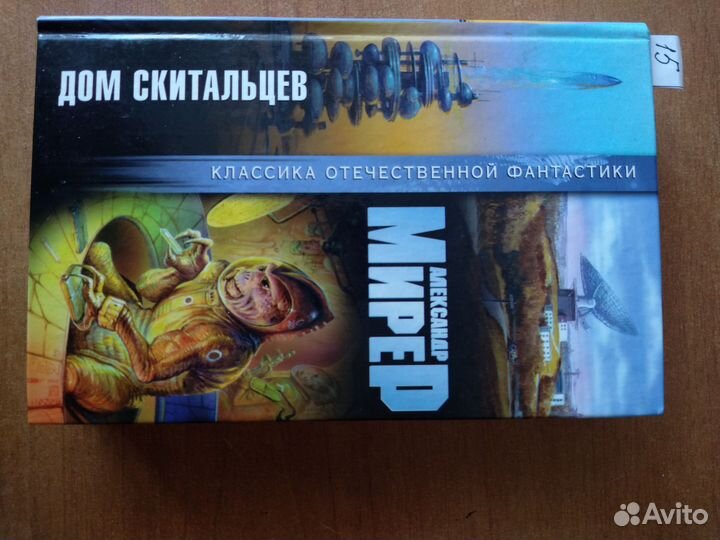 ДОМ СКИТАЛЬЦЕВ
КЛАССИКА ОТЕЧЕСТВЕННОЙ ФАНТАСТИКИ
АЛЕКСАНДР
МИРЕР
15
Avito